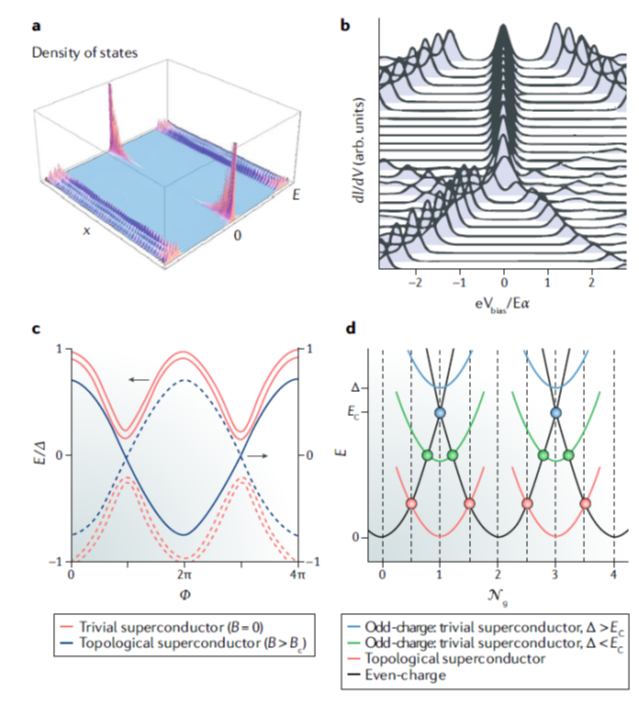 a
Density of states
x
0
E
b
dI/dV (arb. units)
−2 −1 0 1 2
eV_bias/Eα
c
E/Δ
1 1
0 0
−1 −1
0 2π 4π
Φ
Trivial superconductor (B = 0)
Topological superconductor (B > B_c)
d
E
Δ
E_c
0
0 1 2 3 4
𝒩_g
Odd-charge: trivial superconductor, Δ > E_c
Odd-charge: trivial superconductor, Δ < E_c
Topological superconductor
Even-charge